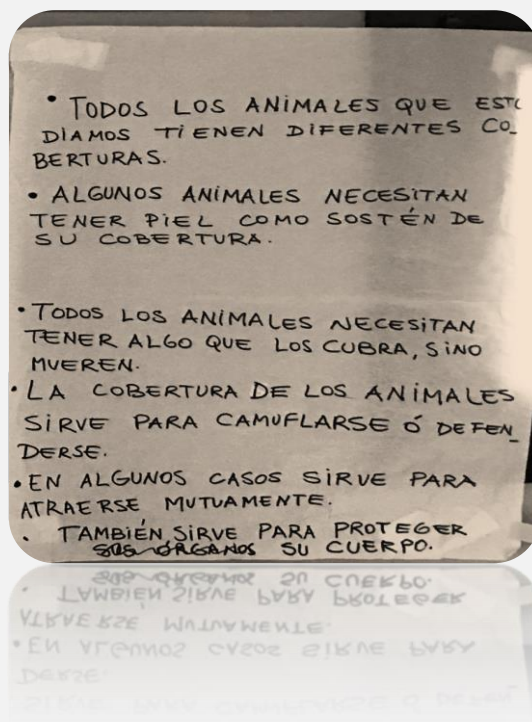 • TODOS LOS ANIMALES QUE ESTU
DIAMOS TIENEN DIFERENTES CO_
BERTURAS.
• ALGUNOS ANIMALES NECESITAN
TENER PIEL COMO SOSTÉN DE
SU COBERTURA.
• TODOS LOS ANIMALES NECESITAN
TENER ALGO QUE LOS CUBRA, SINO
MUEREN.
• LA COBERTURA DE LOS ANIMALES
SIRVE PARA CAMUFLARSE Ó DEFEN_
DERSE.
• EN ALGUNOS CASOS SIRVE PARA
ATRAERSE MUTUAMENTE.
• TAMBIÉN SIRVE PARA PROTEGER
SUS ÓRGANOS SU CUERPO.